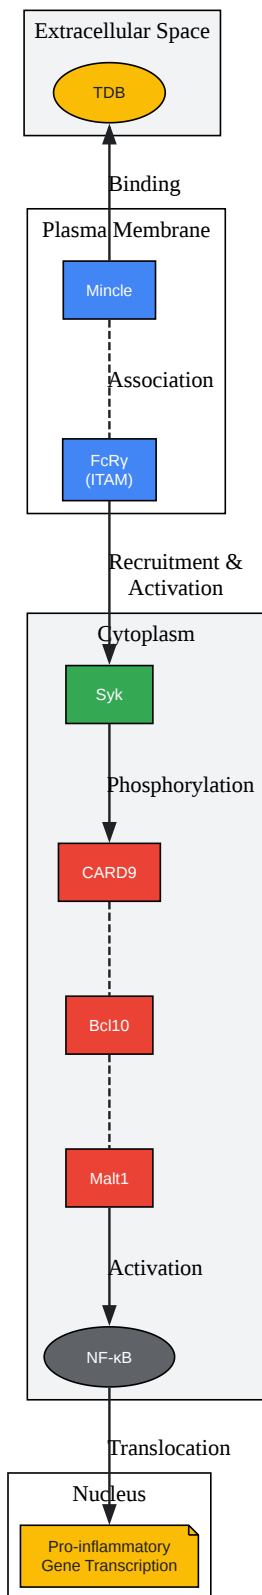 Extracellular Space
TDB
Binding
Plasma Membrane
Mincle
Association
FcRγ
(ITAM)
Recruitment &
Activation
Cytoplasm
Syk
Phosphorylation
CARD9
Bcl10
Malt1
Activation
NF-κB
Translocation
Nucleus
Pro-inflammatory
Gene Transcription